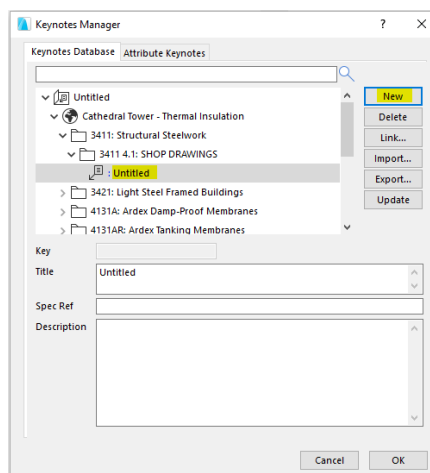 Keynotes Manager
Keynotes Database Attribute Keynotes
Untitled
New
Cathedral Tower - Thermal Insulation
Delete
3411: Structural Steelwork
Link...
3411 4.1: SHOP DRAWINGS
Import...
: Untitled
Export...
3421: Light Steel Framed Buildings
Update
4131A: Ardex Damp-Proof Membranes
4131AR: Ardex Tanking Membranes
Key
Title Untitled
Spec Ref
Description
Cancel OK